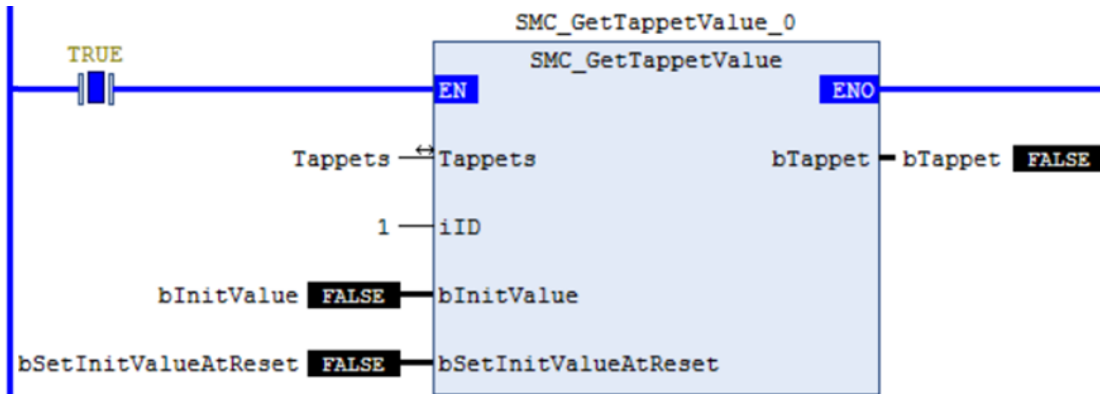 SMC_GetTappetValue_0
TRUE
SMC_GetTappetValue
EN ENO
Tappets Tappets bTappet bTappet FALSE
1 iID
bInitValue FALSE bInitValue
bSetInitValueAtReset FALSE bSetInitValueAtReset